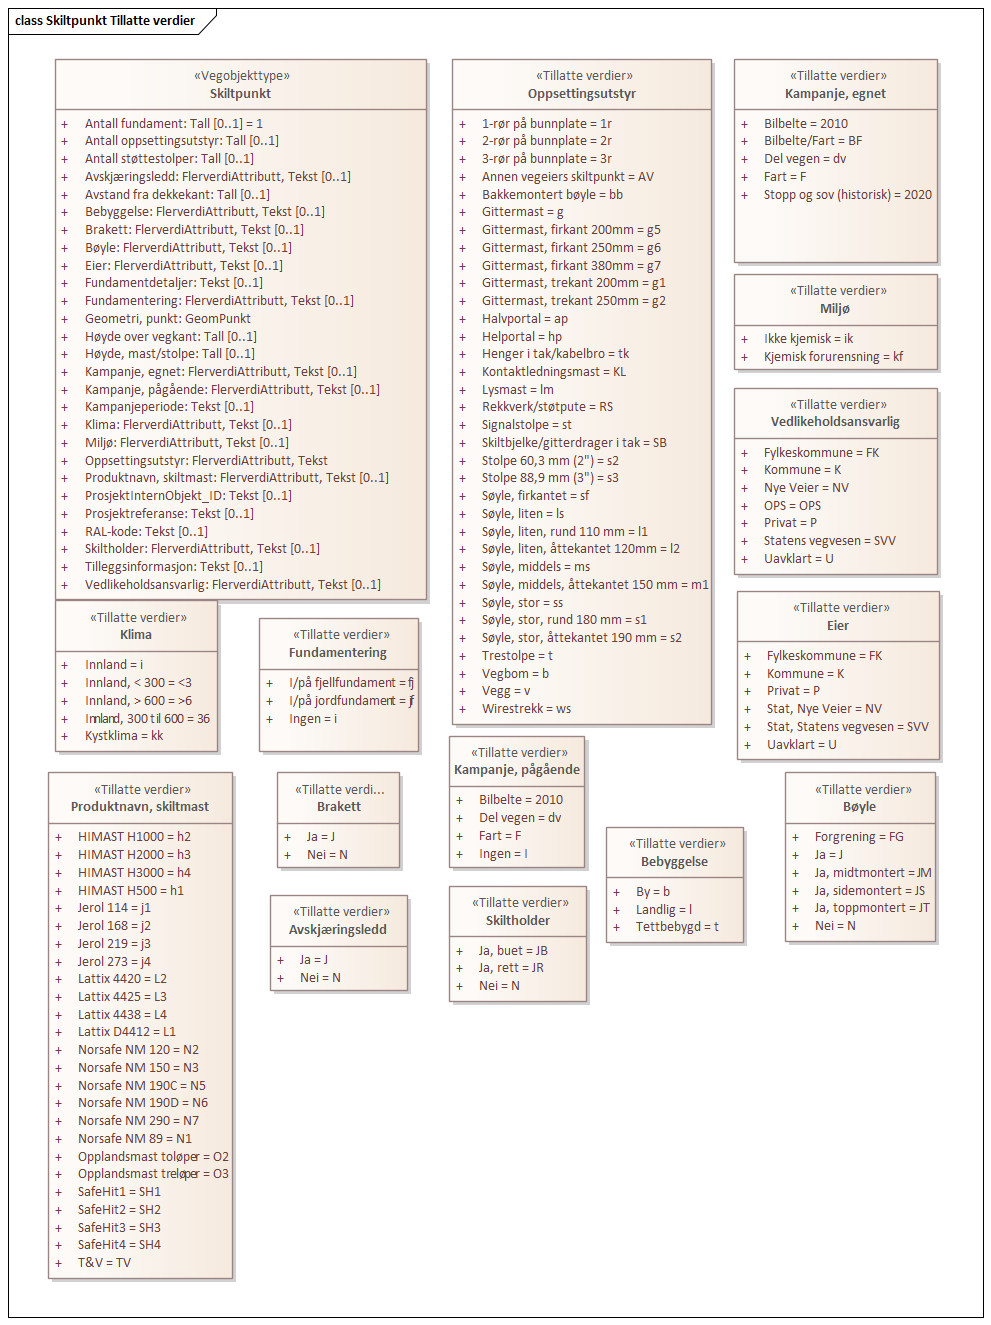 class Skiltpunkt Tillatte verdier
«Vegobjekttype»
Skiltpunkt
+ Antall fundament: Tall [0..1] = 1
+ Antall oppsettingsutstyr: Tall [0..1]
+ Antall støttestolper: Tall [0..1]
+ Avskjæringsledd: FlerverdiAttributt, Tekst [0..1]
+ Avstand fra dekkekant: Tall [0..1]
+ Bebyggelse: FlerverdiAttributt, Tekst [0..1]
+ Brakett: FlerverdiAttributt, Tekst [0..1]
+ Bøyle: FlerverdiAttributt, Tekst [0..1]
+ Eier: FlerverdiAttributt, Tekst [0..1]
+ Fundamentdetaljer: Tekst [0..1]
+ Fundamentering: FlerverdiAttributt, Tekst [0..1]
+ Geometri, punkt: GeomPunkt
+ Høyde over vegkant: Tall [0..1]
+ Høyde, mast/stolpe: Tall [0..1]
+ Kampanje, egnet: FlerverdiAttributt, Tekst [0..1]
+ Kampanje, pågående: FlerverdiAttributt, Tekst [0..1]
+ Kampanjeperiode: Tekst [0..1]
+ Klima: FlerverdiAttributt, Tekst [0..1]
+ Miljø: FlerverdiAttributt, Tekst [0..1]
+ Oppsettingsutstyr: FlerverdiAttributt, Tekst
+ Produktnavn, skiltmast: FlerverdiAttributt, Tekst [0..1]
+ ProsjektInternObjekt_ID: Tekst [0..1]
+ Prosjektreferanse: Tekst [0..1]
+ RAL-kode: Tekst [0..1]
+ Skiltholder: FlerverdiAttributt, Tekst [0..1]
+ Tilleggsinformasjon: Tekst [0..1]
+ Vedlikeholdsansvarlig: FlerverdiAttributt, Tekst [0..1]
«Tillatte verdier»
Oppsettingsutstyr
+ 1-rør på bunnplate = 1r
+ 2-rør på bunnplate = 2r
+ 3-rør på bunnplate = 3r
+ Annen vegeiers skiltpunkt = AV
+ Bakkemontert bøyle = bb
+ Gittermast = g
+ Gittermast, firkant 200mm = g5
+ Gittermast, firkant 250mm = g6
+ Gittermast, firkant 380mm = g7
+ Gittermast, trekant 200mm = g1
+ Gittermast, trekant 250mm = g2
+ Halvportal = ap
+ Helportal = hp
+ Henger i tak/kabelbro = tk
+ Kontaktledningsmast = KL
+ Lysmast = lm
+ Rekkverk/støtpute = RS
+ Signalstolpe = st
+ Skiltbjelke/gitterdrager i tak = SB
+ Stolpe 60,3 mm (2") = s2
+ Stolpe 88,9 mm (3") = s3
+ Søyle, firkantet = sf
+ Søyle, liten = ls
+ Søyle, liten, rund 110 mm = l1
+ Søyle, liten, åttekantet 120mm = l2
+ Søyle, middels = ms
+ Søyle, middels, åttekantet 150 mm = m1
+ Søyle, stor = ss
+ Søyle, stor, rund 180 mm = s1
+ Søyle, stor, åttekantet 190 mm = s2
+ Trestolpe = t
+ Vegbom = b
+ Vegg = v
+ Wirestrekk = ws
«Tillatte verdier»
Kampanje, egnet
+ Bilbelte = 2010
+ Bilbelte/Fart = BF
+ Del vegen = dv
+ Fart = F
+ Stopp og sov (historisk) = 2020
«Tillatte verdier»
Miljø
+ Ikke kjemisk = ik
+ Kjemisk forurensning = kf
«Tillatte verdier»
Vedlikeholdsansvarlig
+ Fylkeskommune = FK
+ Kommune = K
+ Nye Veier = NV
+ OPS = OPS
+ Privat = P
+ Statens vegvesen = SVV
+ Uavklart = U
«Tillatte verdier»
Klima
+ Innland = i
+ Innland, < 300 = <3
+ Innland, > 600 = >6
+ Innland, 300 til 600 = 36
+ Kystklima = kk
«Tillatte verdier»
Fundamentering
+ I/på fjellfundament = fj
+ I/på jordfundament = jf
+ Ingen = i
«Tillatte verdier»
Eier
+ Fylkeskommune = FK
+ Kommune = K
+ Privat = P
+ Stat, Nye Veier = NV
+ Stat, Statens vegvesen = SVV
+ Uavklart = U
«Tillatte verdier»
Produktnavn, skiltmast
+ HIMAST H1000 = h2
+ HIMAST H2000 = h3
+ HIMAST H3000 = h4
+ HIMAST H500 = h1
+ Jerol 114 = j1
+ Jerol 168 = j2
+ Jerol 219 = j3
+ Jerol 273 = j4
+ Lattix 4420 = L2
+ Lattix 4425 = L3
+ Lattix 4438 = L4
+ Lattix D4412 = L1
+ Norsafe NM 120 = N2
+ Norsafe NM 150 = N3
+ Norsafe NM 190C = N5
+ Norsafe NM 190D = N6
+ Norsafe NM 290 = N7
+ Norsafe NM 89 = N1
+ Opplandsmast toløper = O2
+ Opplandsmast treløper = O3
+ SafeHit1 = SH1
+ SafeHit2 = SH2
+ SafeHit3 = SH3
+ SafeHit4 = SH4
+ T&V = TV
«Tillatte verdi...
Brakett
+ Ja = J
+ Nei = N
«Tillatte verdier»
Avskjæringsledd
+ Ja = J
+ Nei = N
«Tillatte verdier»
Kampanje, pågående
+ Bilbelte = 2010
+ Del vegen = dv
+ Fart = F
+ Ingen = I
«Tillatte verdier»
Skiltholder
+ Ja, buet = JB
+ Ja, rett = JR
+ Nei = N
«Tillatte verdier»
Bebyggelse
+ By = b
+ Landlig = l
+ Tettbebygd = t
«Tillatte verdier»
Bøyle
+ Forgrening = FG
+ Ja = J
+ Ja, midtmontert = JM
+ Ja, sidemontert = JS
+ Ja, toppmontert = JT
+ Nei = N